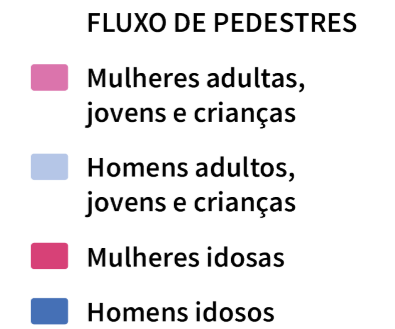 FLUXO DE PEDESTRES
Mulheres adultas,
jovens e crianças
Homens adultos,
jovens e crianças
Mulheres idosas
Homens idosos